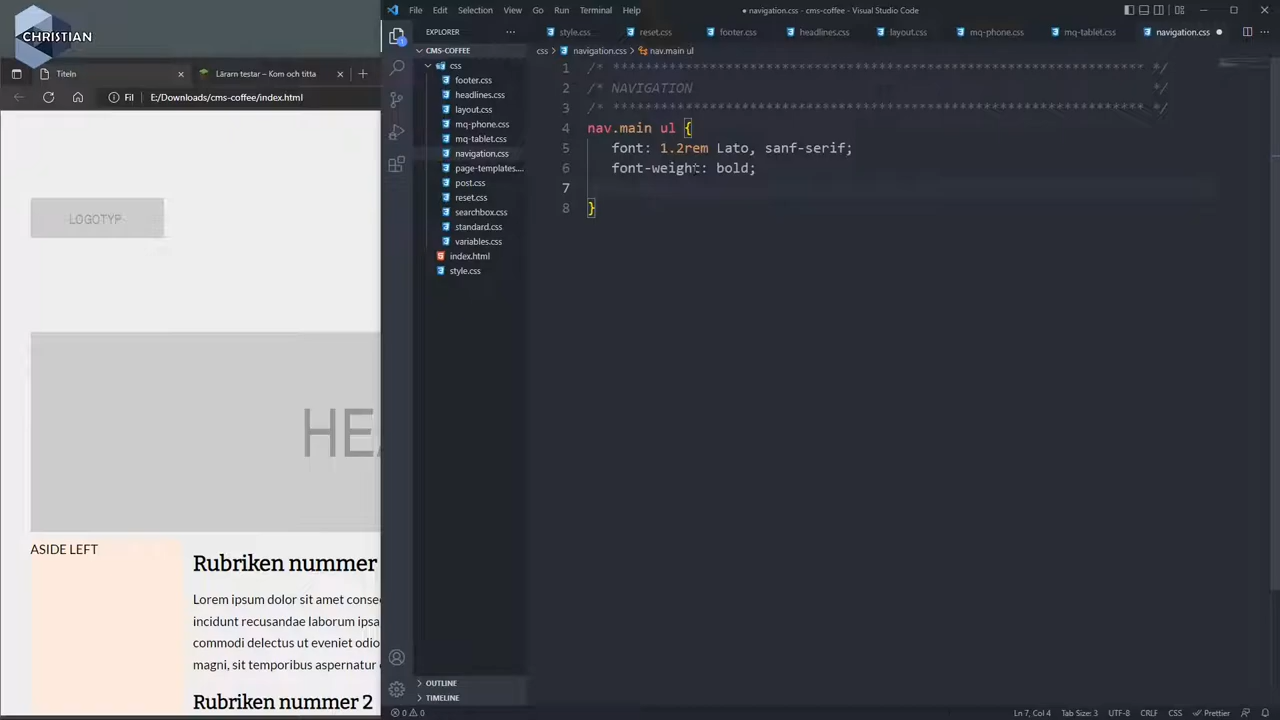 CHRISTIAN
File Edit Selection View Go Run Terminal Help
● navigation.css - cms-coffee - Visual Studio Code
Titeln
Lärarn testar – Kom och titta
Fil E:/Downloads/cms-coffee/index.html
LOGOTYP
ASIDE LEFT
Rubriken nummer
Lorem ipsum dolor sit amet conse
incidunt recusandae laborum ipsa
commodi delectus ut eveniet odio
magni, sit temporibus aspernatur
Rubriken nummer 2
EXPLORER
CMS-COFFEE
css
footer.css
headlines.css
layout.css
mq-phone.css
mq-tablet.css
navigation.css
page-templates....
post.css
reset.css
searchbox.css
standard.css
variables.css
index.html
style.css
OUTLINE
TIMELINE
style.css reset.css footer.css headlines.css layout.css mq-phone.css mq-tablet.css navigation.css
css > navigation.css > nav.main ul
1
2 /* NAVIGATION */
3
4 nav.main ul {
5 font: 1.2rem Lato, sanf-serif;
6 font-weight: bold;
7
8 }
0 0
Ln 7, Col 4 Tab Size: 3 UTF-8 CRLF CSS Prettier